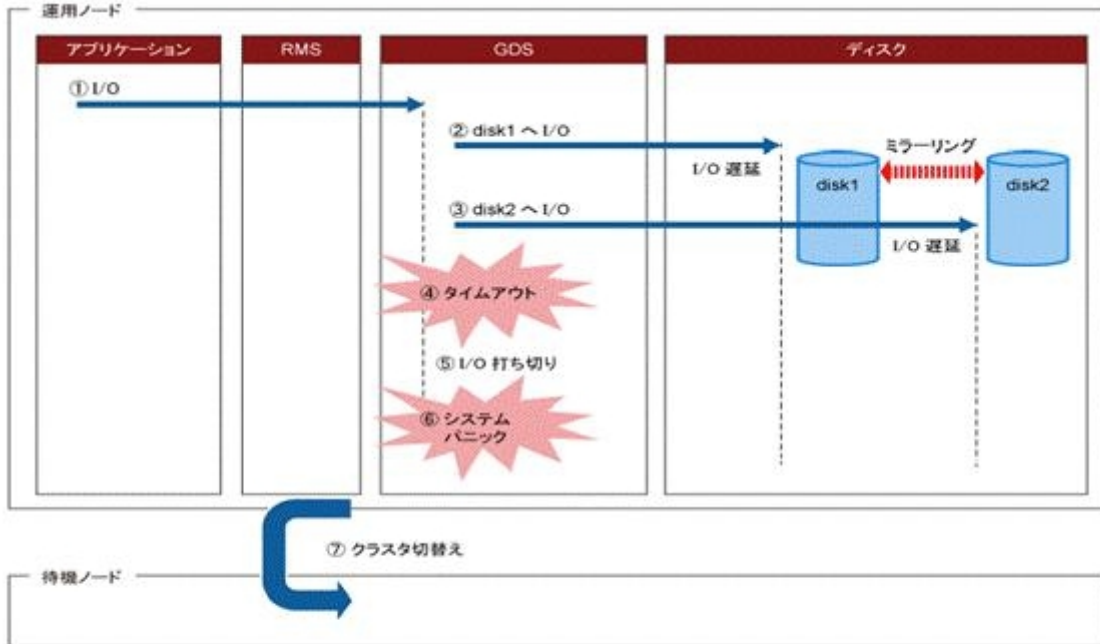 運用ノード
アプリケーション
RMS
GDS
ディスク
① I/O
② disk1 へ I/O
I/O 遅延
ミラーリング
disk1
disk2
③ disk2 へ I/O
I/O 遅延
④ タイムアウト
⑤ I/O 打ち切り
⑥ システム
パニック
⑦ クラスタ切替え
待機ノード